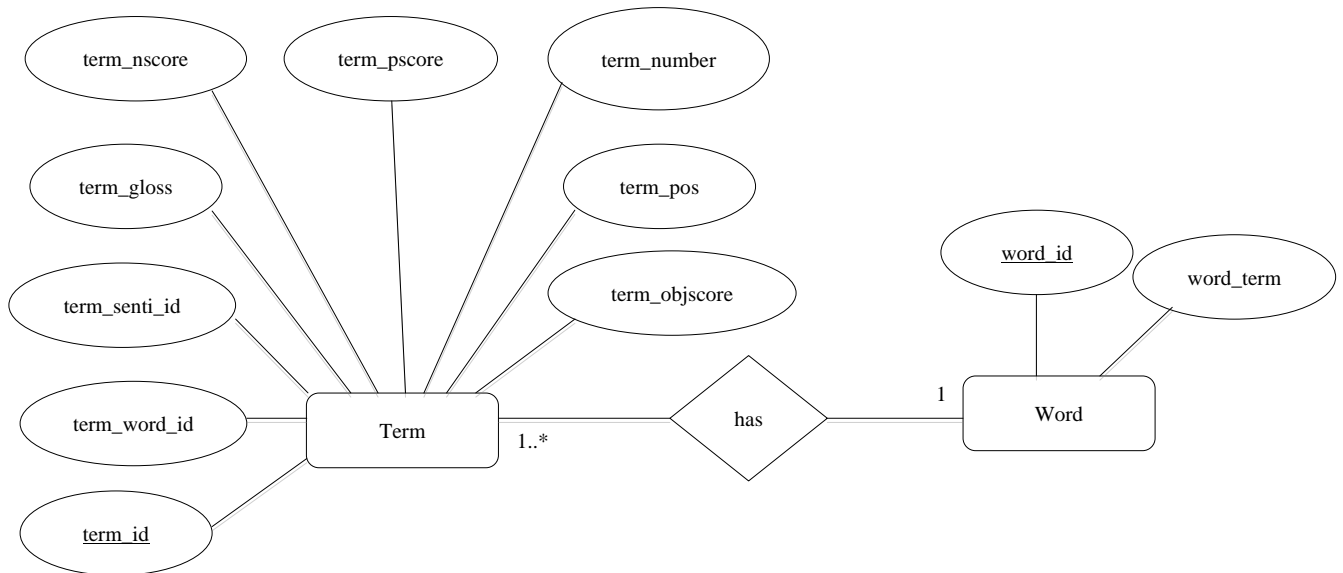 term_nscore
term_pscore
term_number
term_gloss
term_pos
word_id
word_term
term_senti_id
term_objscore
term_word_id
Term
1..*
has
1
Word
term_id